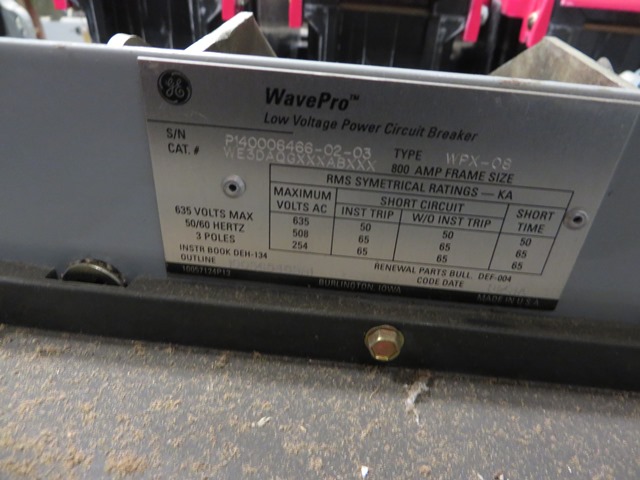 GE
WavePro™
Low Voltage Power Circuit Breaker
S/N P140006466-02-03 TYPE WPX-08
CAT. # WE3DAQGXXXABXXX 800 AMP FRAME SIZE
RMS SYMETRICAL RATINGS — KA
MAXIMUM VOLTS AC SHORT CIRCUIT SHORT TIME
INST TRIP W/O INST TRIP
635 50 50 50
508 65 65 65
254 65 65 65
635 VOLTS MAX
50/60 HERTZ
3 POLES
INSTR BOOK DEH-134 RENEWAL PARTS BULL. DEF-004
OUTLINE CODE DATE
10057124P13 BURLINGTON, IOWA MADE IN U.S.A.